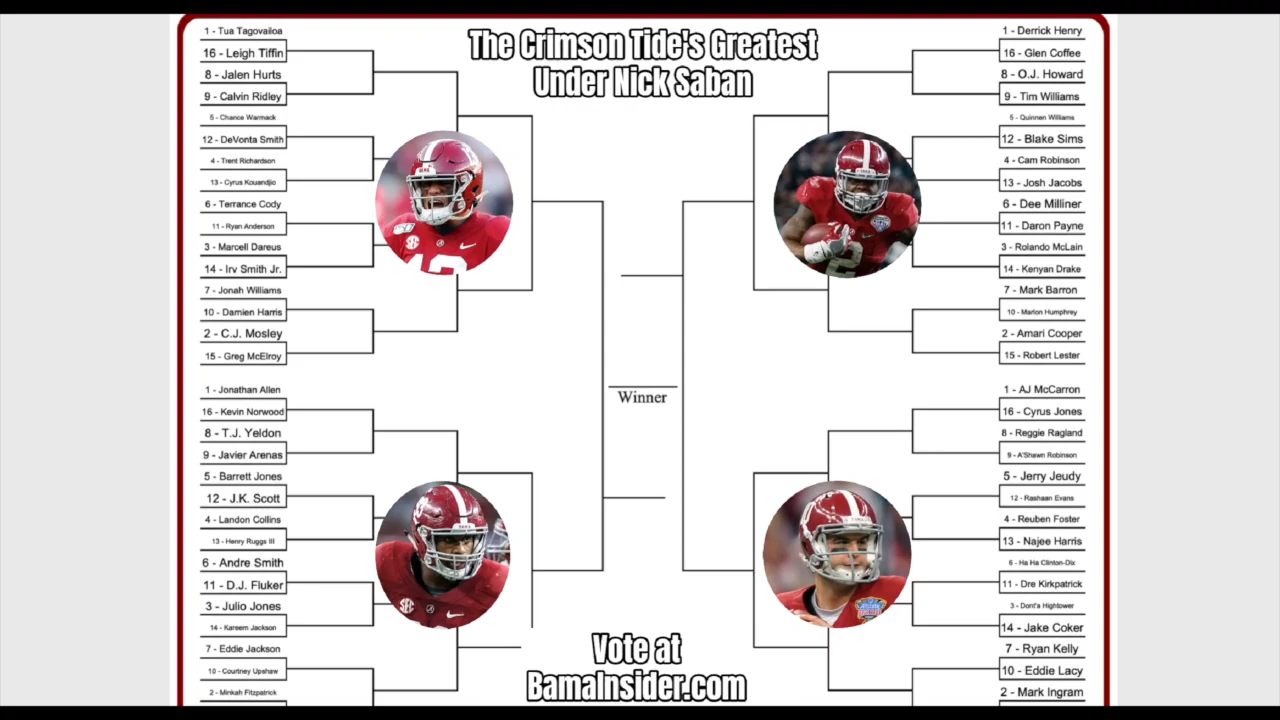 The Crimson Tide's Greatest
Under Nick Saban
1 - Tua Tagovailoa
16 - Leigh Tiffin
8 - Jalen Hurts
9 - Calvin Ridley
5 - Chance Warmack
12 - DeVonta Smith
4 - Trent Richardson
13 - Cyrus Kouandjio
6 - Terrance Cody
11 - Ryan Anderson
3 - Marcell Dareus
14 - Irv Smith Jr.
7 - Jonah Williams
10 - Damien Harris
2 - C.J. Mosley
15 - Greg McElroy
1 - Jonathan Allen
16 - Kevin Norwood
8 - T.J. Yeldon
9 - Javier Arenas
5 - Barrett Jones
12 - J.K. Scott
4 - Landon Collins
13 - Henry Ruggs III
6 - Andre Smith
11 - D.J. Fluker
3 - Julio Jones
14 - Kareem Jackson
7 - Eddie Jackson
10 - Courtney Upshaw
2 - Minkah Fitzpatrick
Winner
1 - Derrick Henry
16 - Glen Coffee
8 - O.J. Howard
9 - Tim Williams
5 - Quinnen Williams
12 - Blake Sims
4 - Cam Robinson
13 - Josh Jacobs
6 - Dee Milliner
11 - Daron Payne
3 - Rolando McLain
14 - Kenyan Drake
7 - Mark Barron
10 - Marlon Humphrey
2 - Amari Cooper
15 - Robert Lester
1 - AJ McCarron
16 - Cyrus Jones
8 - Reggie Ragland
9 - A'Shawn Robinson
5 - Jerry Jeudy
12 - Rashaan Evans
4 - Reuben Foster
13 - Najee Harris
6 - Ha Ha Clinton-Dix
11 - Dre Kirkpatrick
3 - Dont'a Hightower
14 - Jake Coker
7 - Ryan Kelly
10 - Eddie Lacy
2 - Mark Ingram
Vote at
BamaInsider.com